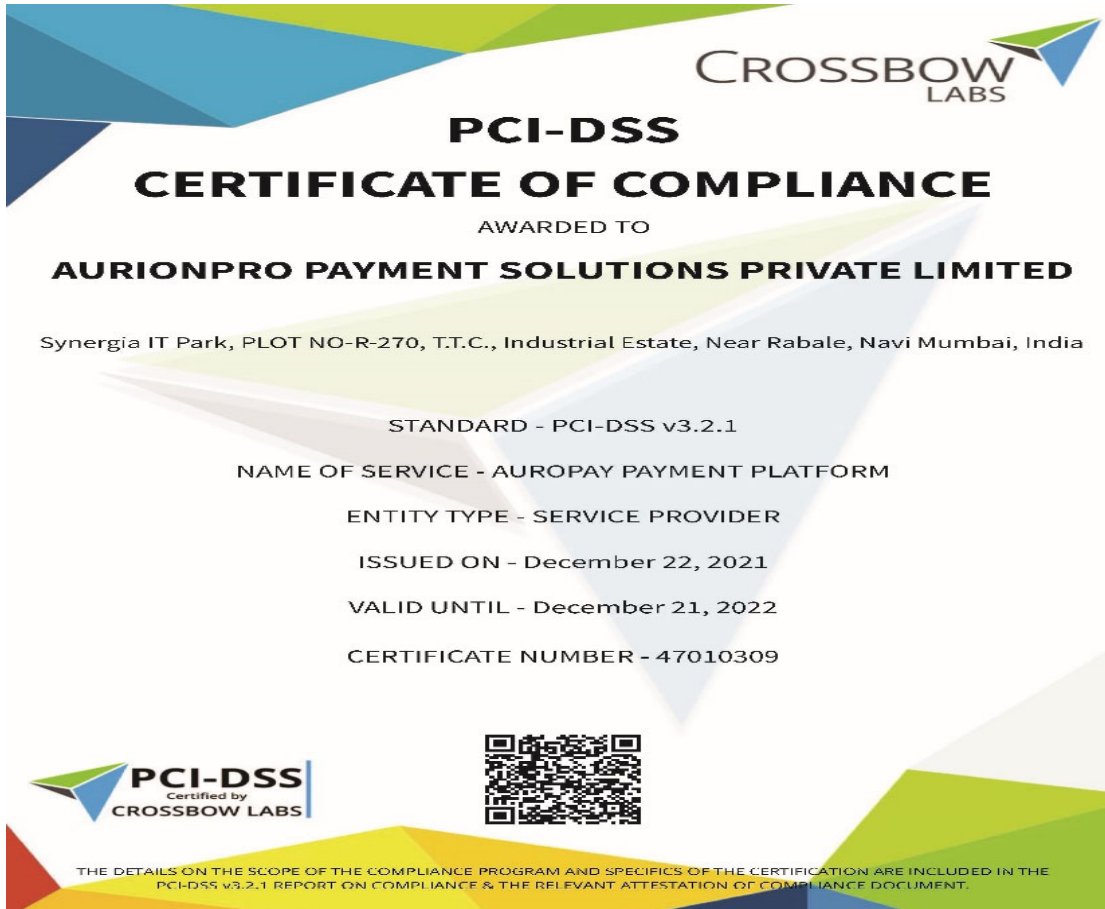 CROSSBOW
LABS
PCI-DSS
CERTIFICATE OF COMPLIANCE
AWARDED TO
AURIONPRO PAYMENT SOLUTIONS PRIVATE LIMITED
Synergia IT Park, PLOT NO-R-270, T.T.C., Industrial Estate, Near Rabale, Navi Mumbai, India
STANDARD - PCI-DSS v3.2.1
NAME OF SERVICE - AUROPAY PAYMENT PLATFORM
ENTITY TYPE - SERVICE PROVIDER
ISSUED ON - December 22, 2021
VALID UNTIL - December 21, 2022
CERTIFICATE NUMBER - 47010309
PCI-DSS
Certified by
CROSSBOW LABS
THE DETAILS ON THE SCOPE OF THE COMPLIANCE PROGRAM AND SPECIFICS OF THE CERTIFICATION ARE INCLUDED IN THE
PCI-DSS v3.2.1 REPORT ON COMPLIANCE & THE RELEVANT ATTESTATION OF COMPLIANCE DOCUMENT.